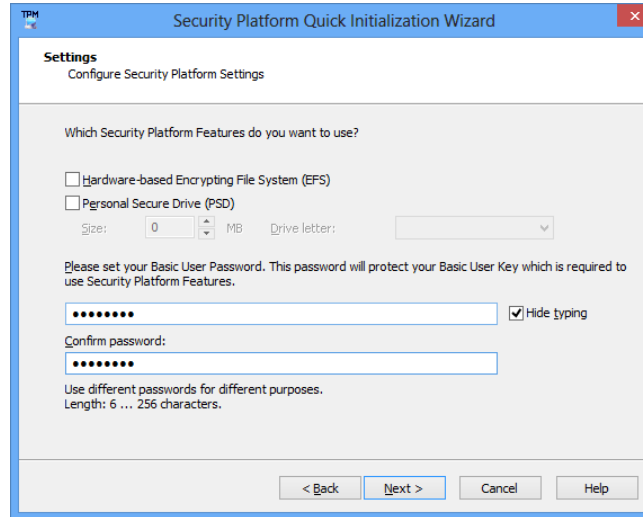 TPM
Security Platform Quick Initialization Wizard
x
Settings
Configure Security Platform Settings
Which Security Platform Features do you want to use?
Hardware-based Encrypting File System (EFS)
Personal Secure Drive (PSD)
Size: 0 MB Drive letter:
Please set your Basic User Password. This password will protect your Basic User Key which is required to
use Security Platform Features.
•••••••• Hide typing
Confirm password:
••••••••
Use different passwords for different purposes.
Length: 6 ... 256 characters.
< Back Next > Cancel Help